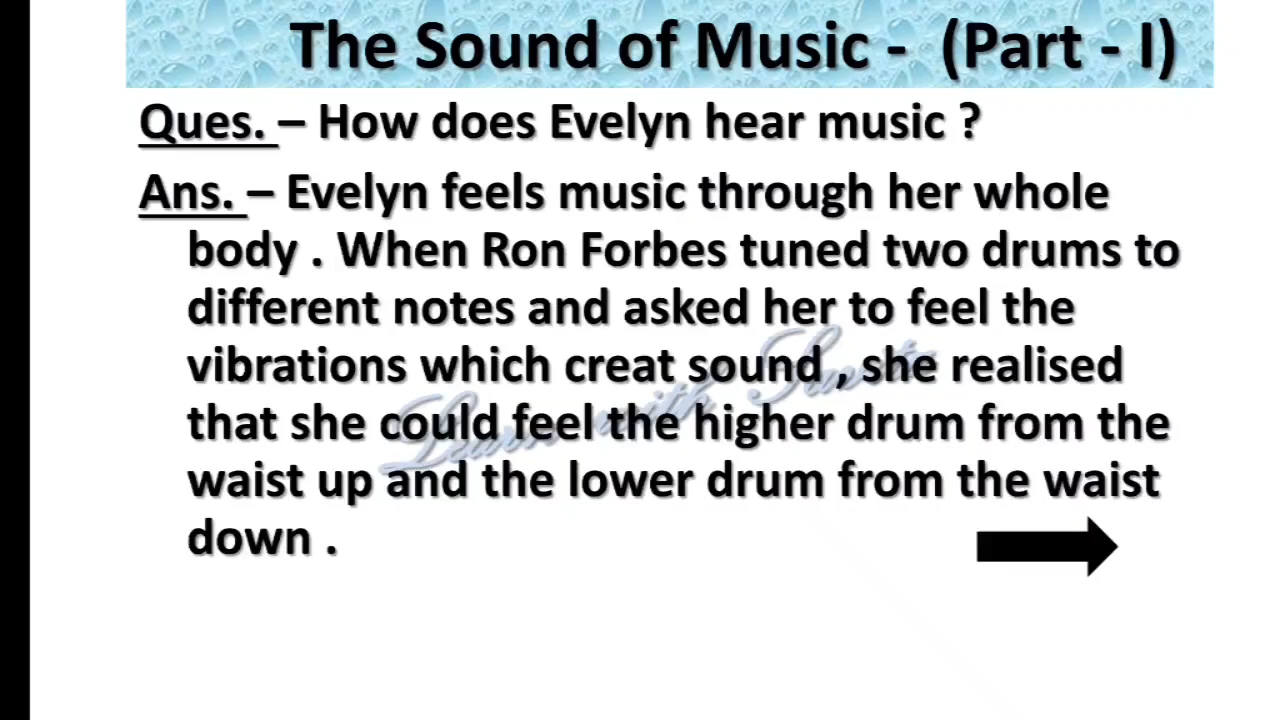 The Sound of Music - (Part - I)
Ques. – How does Evelyn hear music ?
Ans. – Evelyn feels music through her whole
body . When Ron Forbes tuned two drums to
different notes and asked her to feel the
vibrations which creat sound , she realised
that she could feel the higher drum from the
waist up and the lower drum from the waist
down .
Learn with